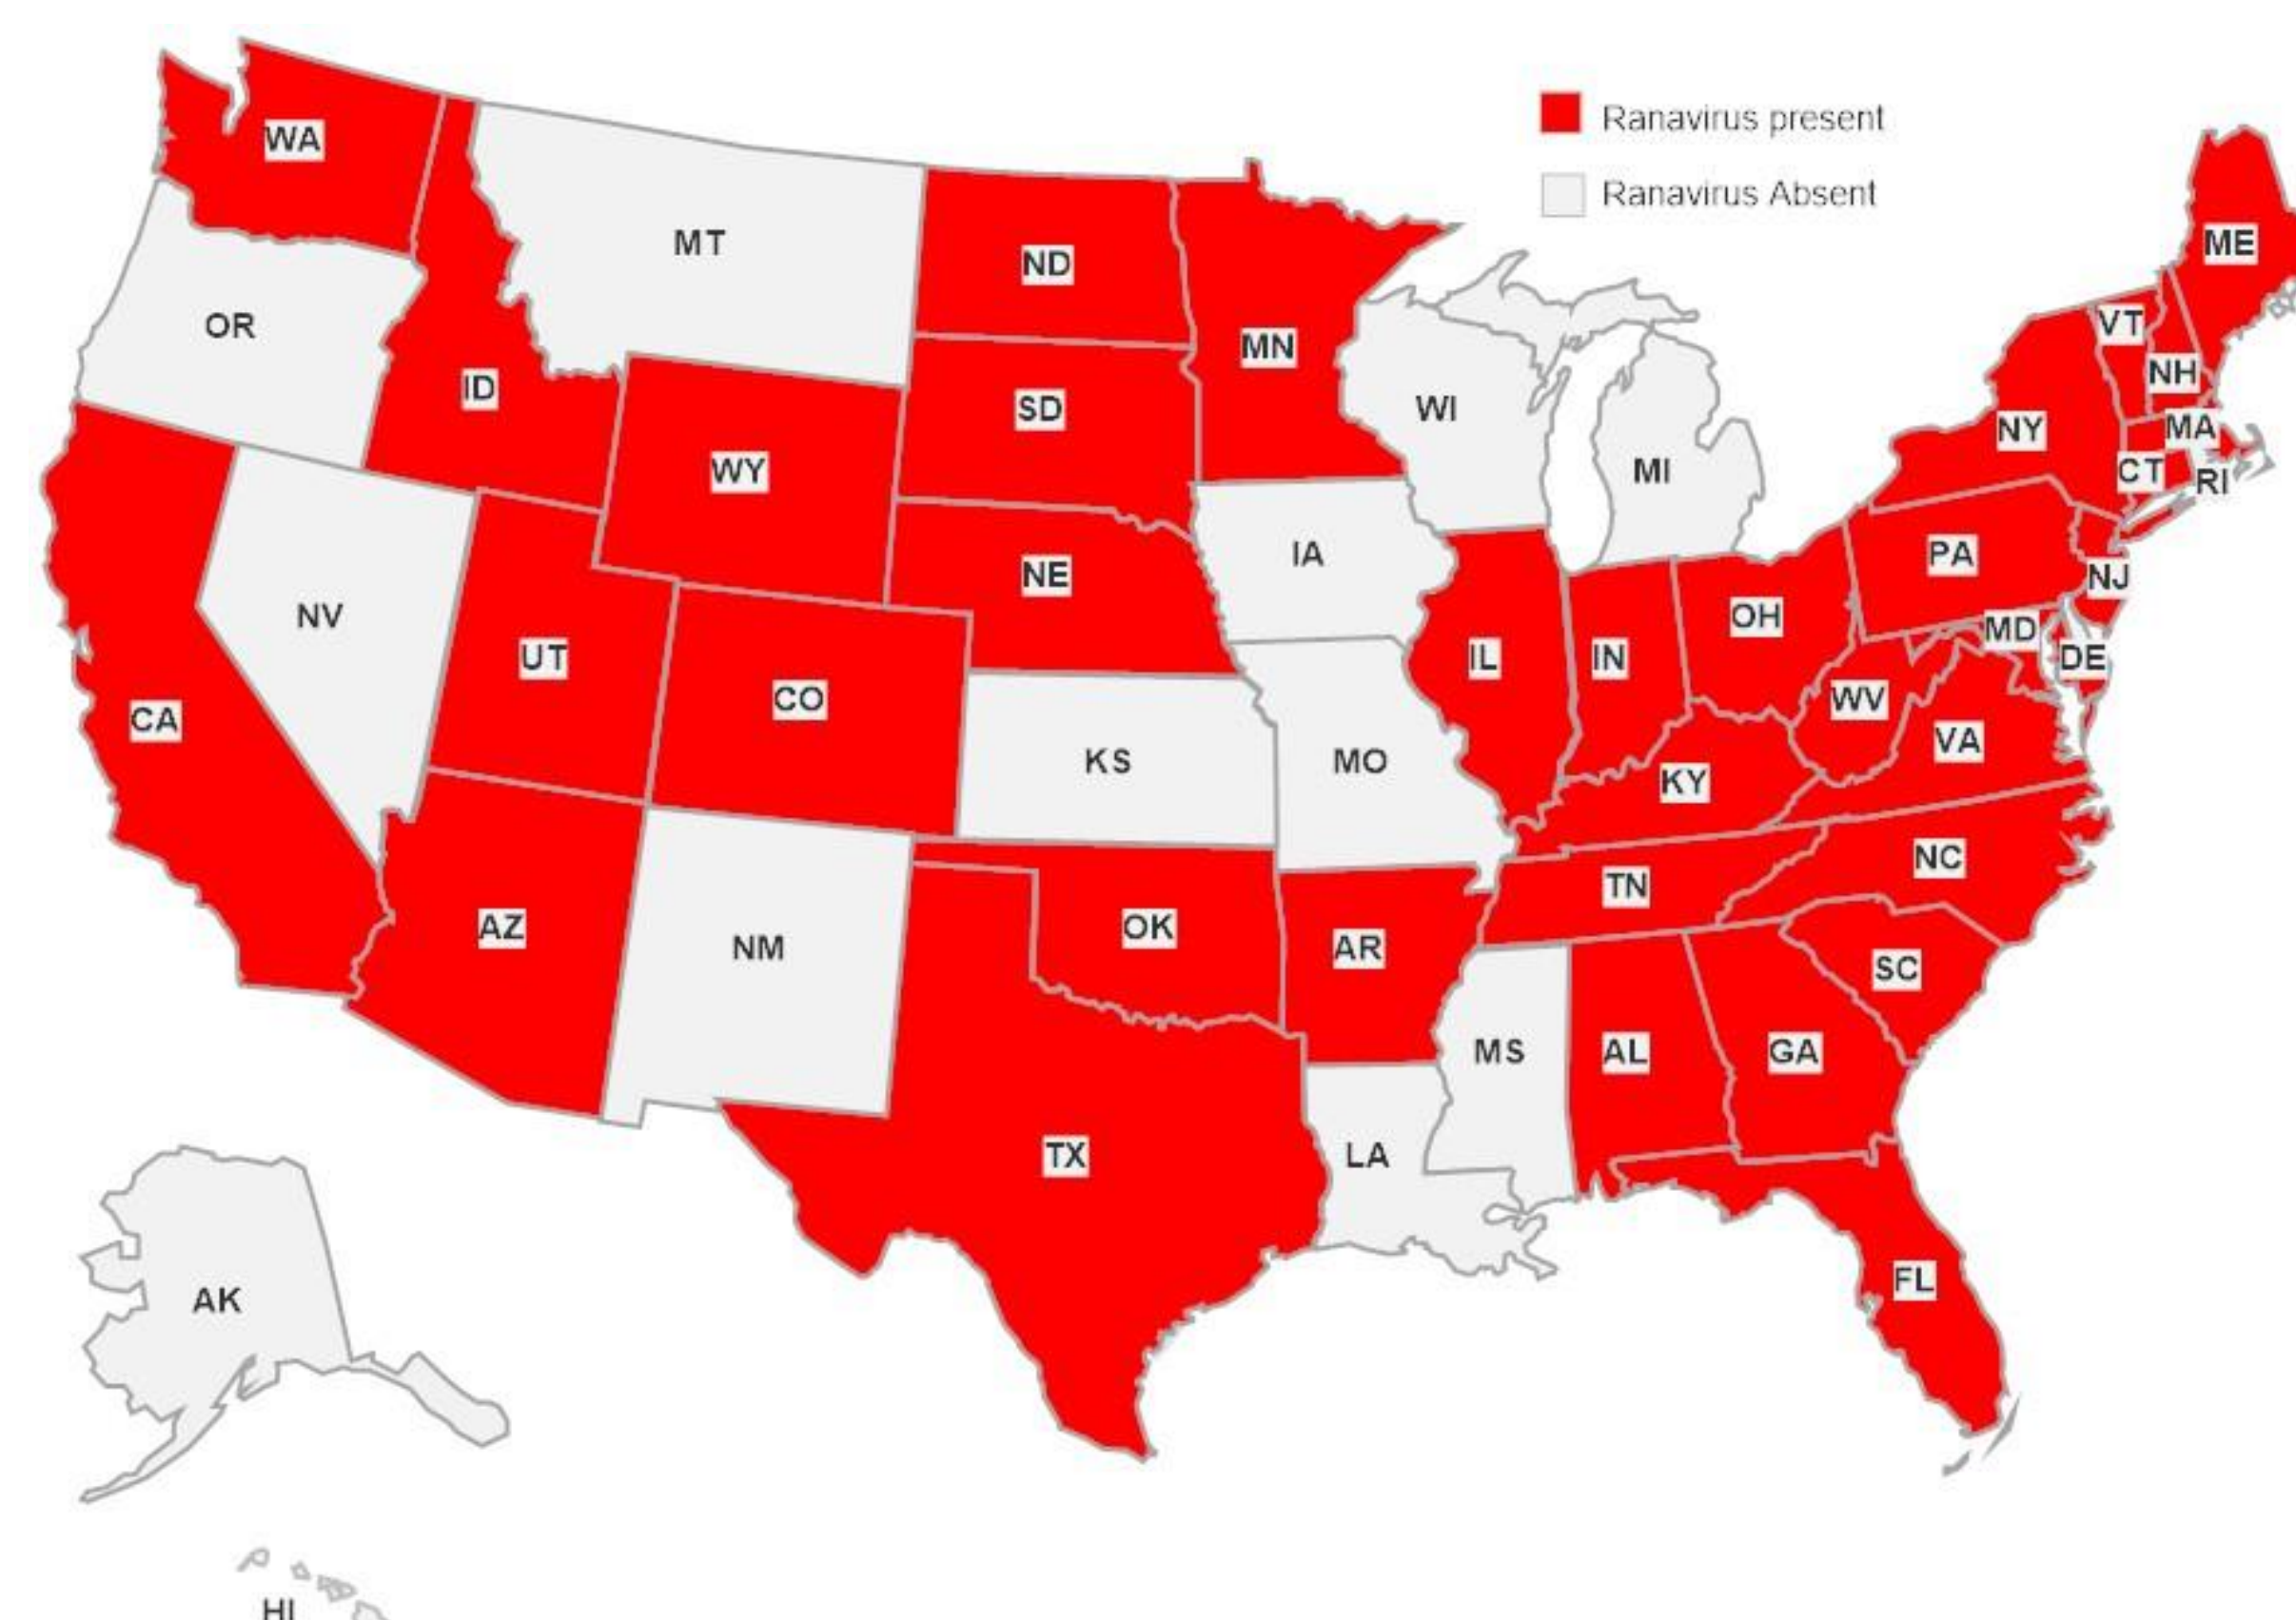 WA
Ranavirus present
Ranavirus Absent
MT
ND
ME
OR
MN
VT
ID
NH
SD
WI
NY
MA
WY
MI
CT
RI
IA
PA
NE
NJ
NV
OH
MD
UT
IL
IN
DE
CO
WV
CA
VA
KS
MO
KY
NC
TN
AZ
OK
NM
AR
SC
MS
AL
GA
TX
LA
FL
AK
HI